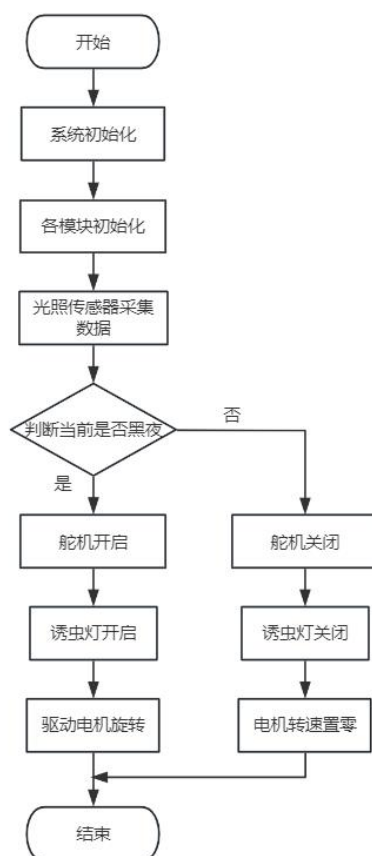 开始
系统初始化
各模块初始化
光照传感器采集
数据
判断当前是否黑夜
否
是
舵机开启
舵机关闭
诱虫灯开启
诱虫灯关闭
驱动电机旋转
电机转速置零
结束